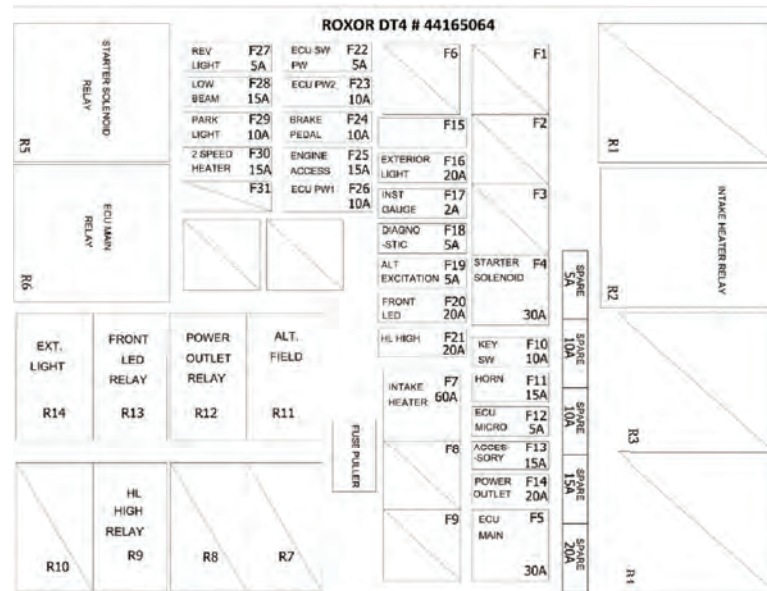 ROXOR DT4 # 44165064
STARTER SOLENOID
RELAY
R5
ECU MAIN
RELAY
R6
REV F27
LIGHT 5A
LOW F28
BEAM 15A
PARK F29
LIGHT 10A
2 SPEED F30
HEATER 15A
F31
ECU SW F22
PW 5A
ECU PW2 F23
10A
BRAKE F24
PEDAL 10A
ENGINE F25
ACCESS 15A
ECU PW1 F26
10A
F6
F15
EXTERIOR F16
LIGHT 20A
INST F17
GAUGE 2A
DIAGNO F18
-STIC 5A
ALT F19
EXCITATION 5A
FRONT F20
LED 20A
HL HIGH F21
20A
INTAKE F7
HEATER 60A
F8
F9
F1
F2
F3
STARTER F4
SOLENOID
30A
KEY F10
SW 10A
HORN F11
15A
ECU F12
MICRO 5A
ACCES- F13
-SORY 15A
POWER F14
OUTLET 20A
ECU F5
MAIN
30A
SPARE
5A
SPARE
10A
SPARE
10A
SPARE
15A
SPARE
20A
R1
INTAKE HEATER RELAY
R2
R3
R4
EXT.
LIGHT
R14
FRONT
LED
RELAY
R13
POWER
OUTLET
RELAY
R12
ALT.
FIELD
R11
FUSE PULLER
R10
HL
HIGH
RELAY
R9
R8
R7